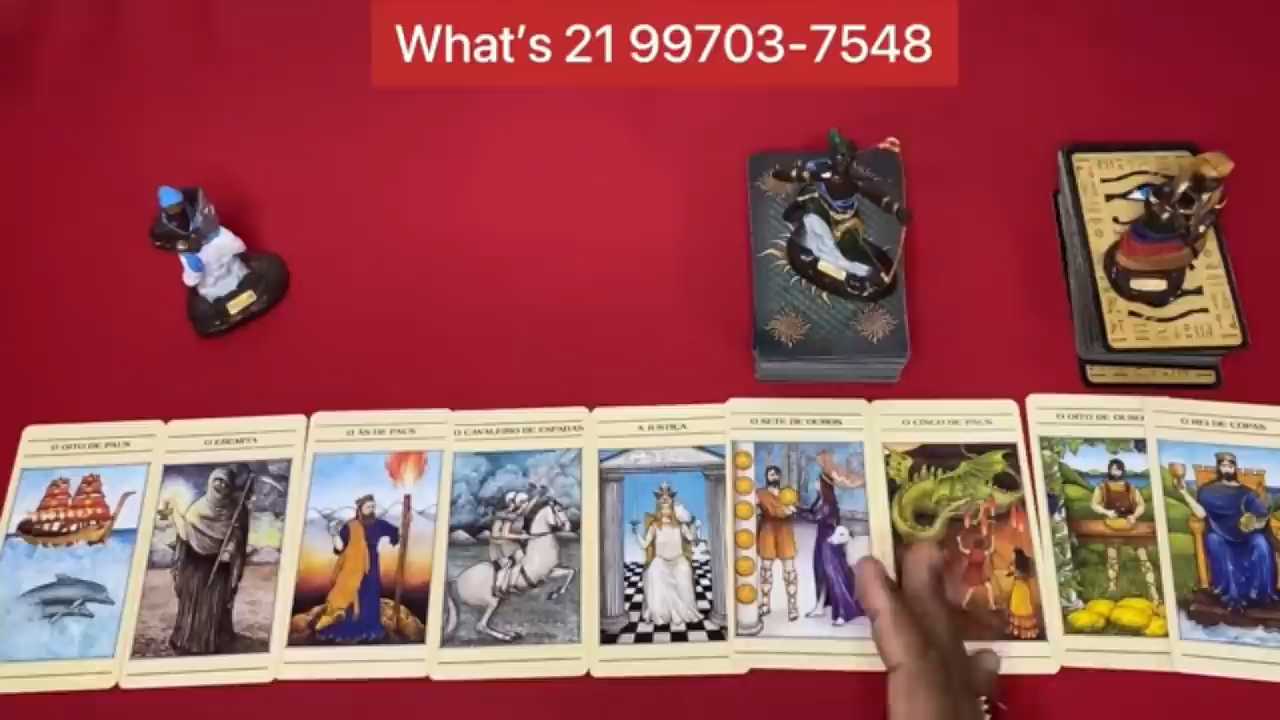 What's 21 99703-7548
O OITO DE PAUS
O EREMITA
O ÁS DE PAUS
O CAVALEIRO DE ESPADAS
A JUSTIÇA
O SETE DE OUROS
O CINCO DE PAUS
O OITO DE OURO
O REI DE COPAS